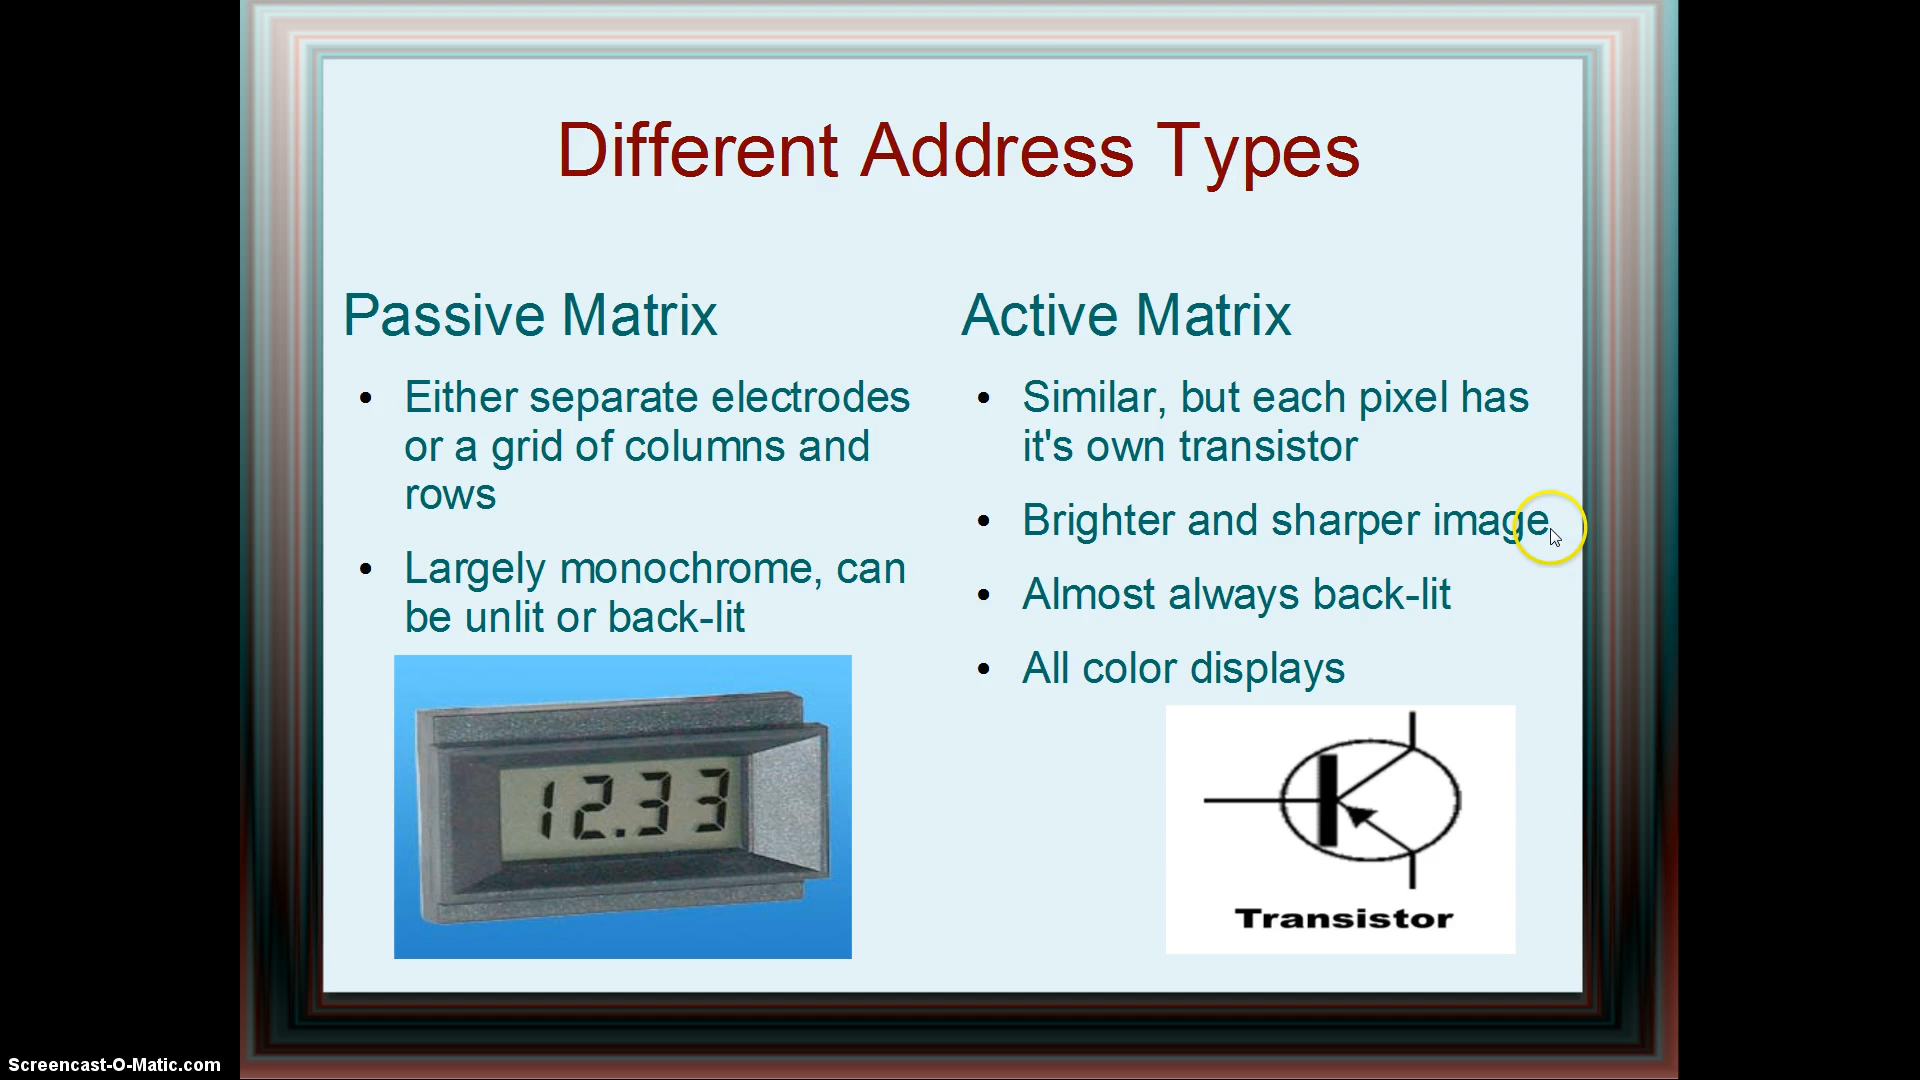 Different Address Types
Passive Matrix
• Either separate electrodes
or a grid of columns and
rows
• Largely monochrome, can
be unlit or back-lit
12.33
Active Matrix
• Similar, but each pixel has
it's own transistor
• Brighter and sharper image
• Almost always back-lit
• All color displays
Transistor
Screencast-O-Matic.com